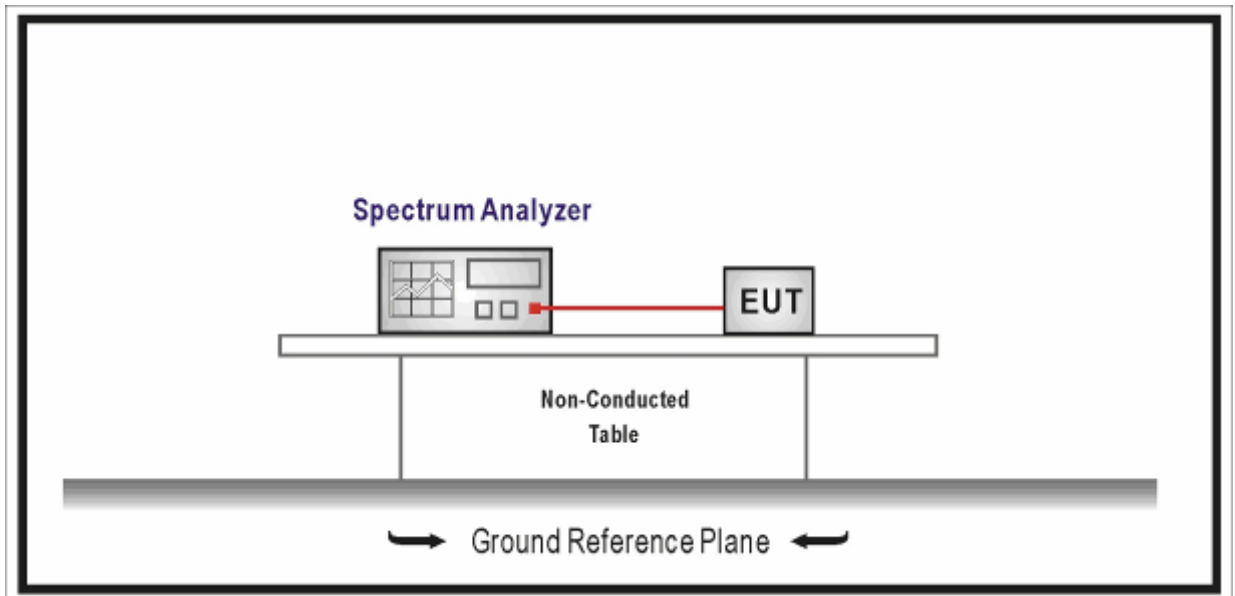 Spectrum Analyzer
EUT
Non-Conducted
Table
Ground Reference Plane